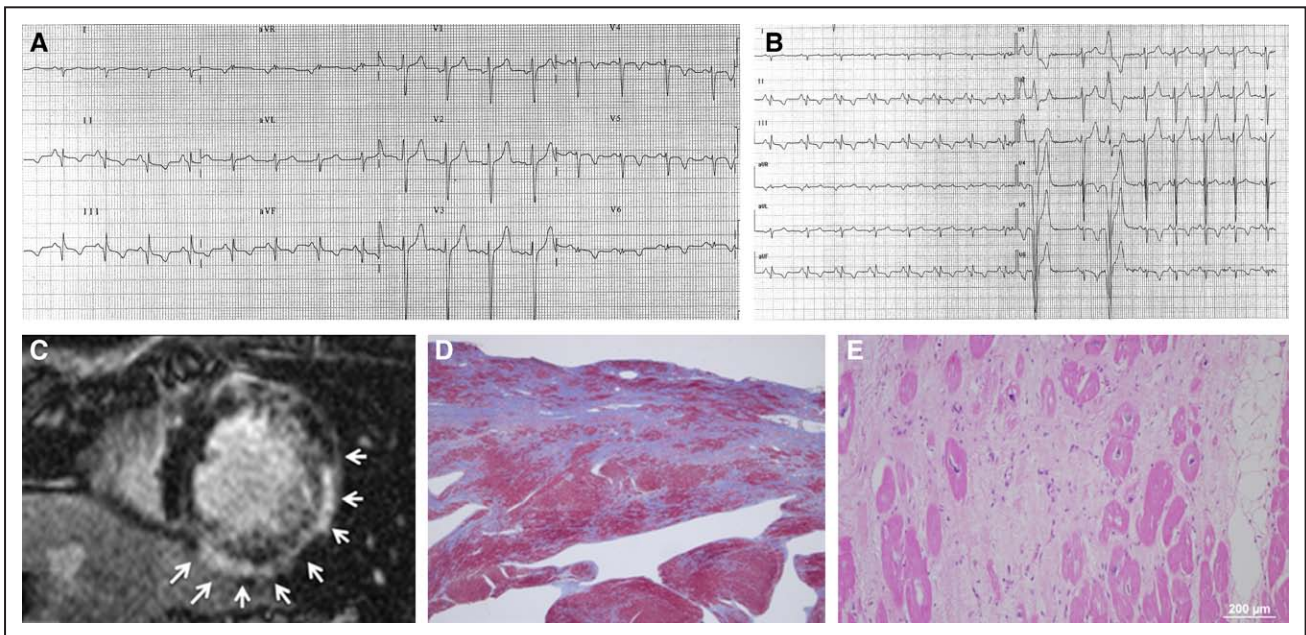 A
I aVR V1 V4
II aVL V2 V5
III aVF V3 V6
B
I V1
II V2
III
aVR V4
aVL V5
aVF V6
C
D
E
200 µm